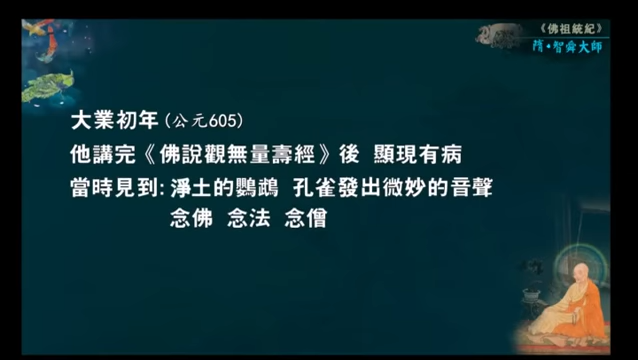 《佛祖統紀》
隋•智舜大師
大業初年(公元605)
他講完《佛說觀無量壽經》後 顯現有病
當時見到: 淨土的鸚鵡 孔雀發出微妙的音聲
念佛 念法 念僧